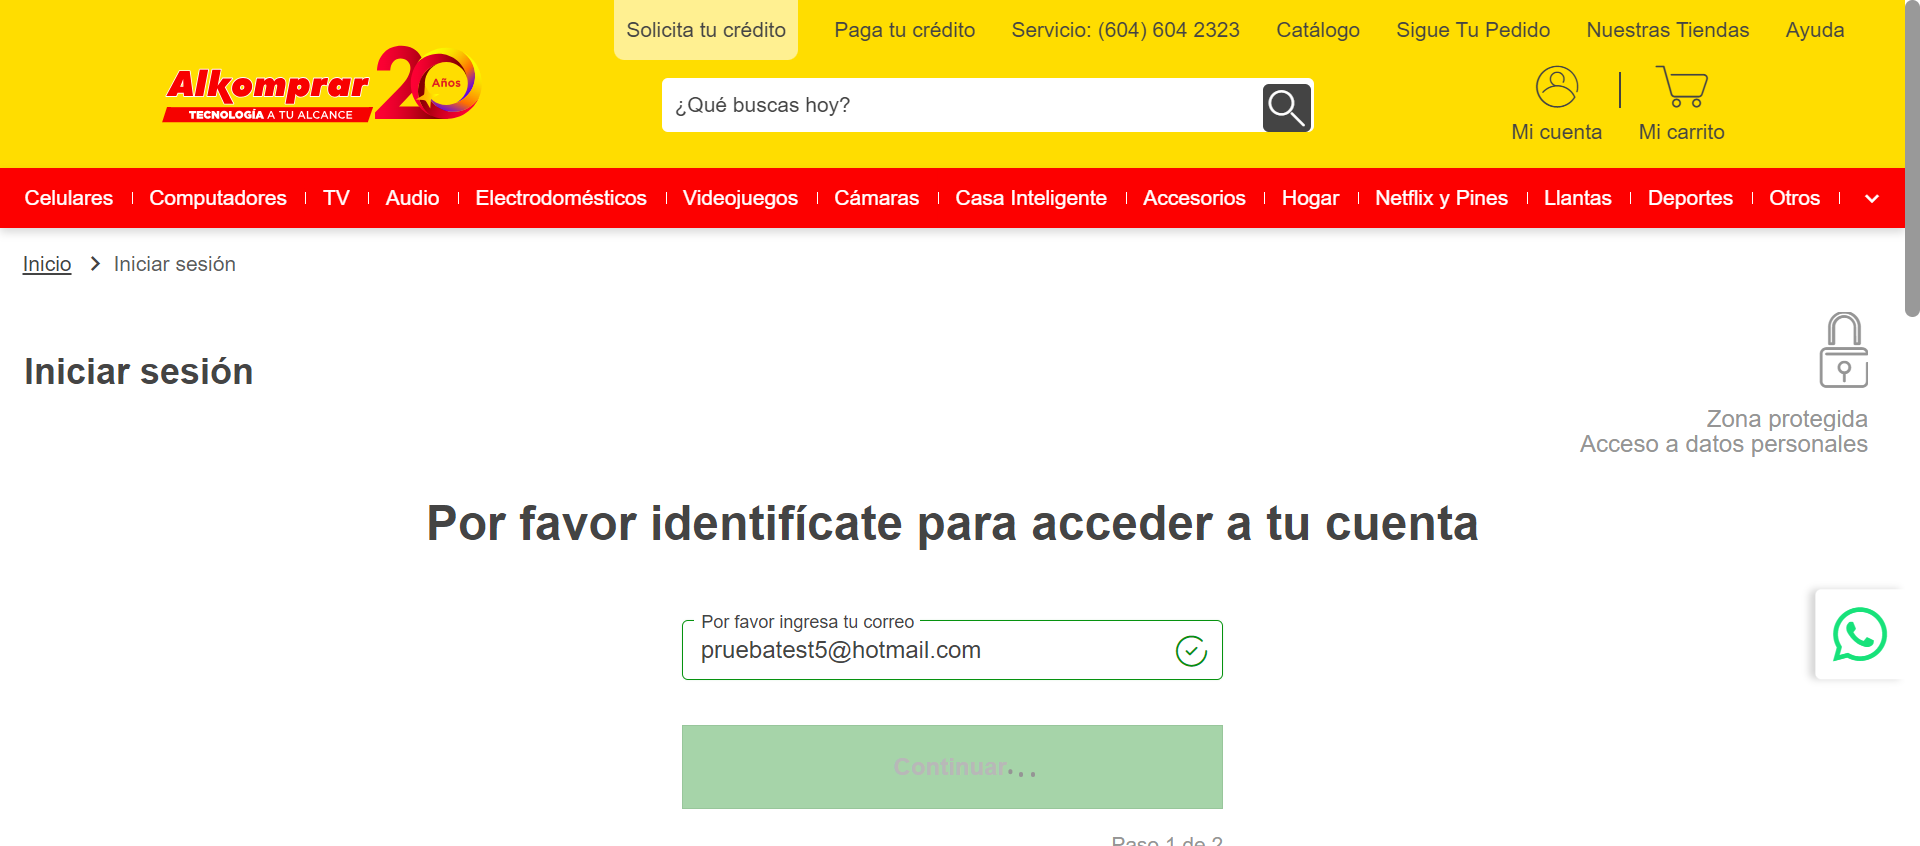 Solicita tu crédito
Paga tu crédito
Servicio: (604) 604 2323
Catálogo
Sigue Tu Pedido
Nuestras Tiendas
Ayuda
Alkomprar 20 Años
TECNOLOGÍA A TU ALCANCE
¿Qué buscas hoy?
Mi cuenta
Mi carrito
Celulares
Computadores
TV
Audio
Electrodomésticos
Videojuegos
Cámaras
Casa Inteligente
Accesorios
Hogar
Netflix y Pines
Llantas
Deportes
Otros
Inicio
Iniciar sesión
Iniciar sesión
Zona protegida
Acceso a datos personales
Por favor identifícate para acceder a tu cuenta
Por favor ingresa tu correo
pruebatest5@hotmail.com
Continuar...
Paso 1 de 2